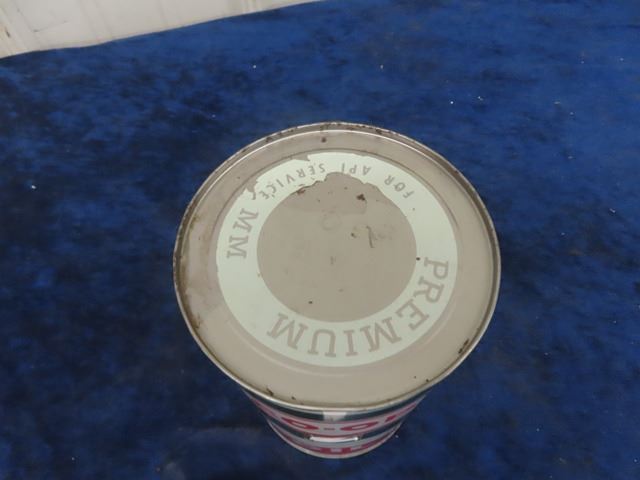 PREMIUM
FOR API SERVICE MM
O-O